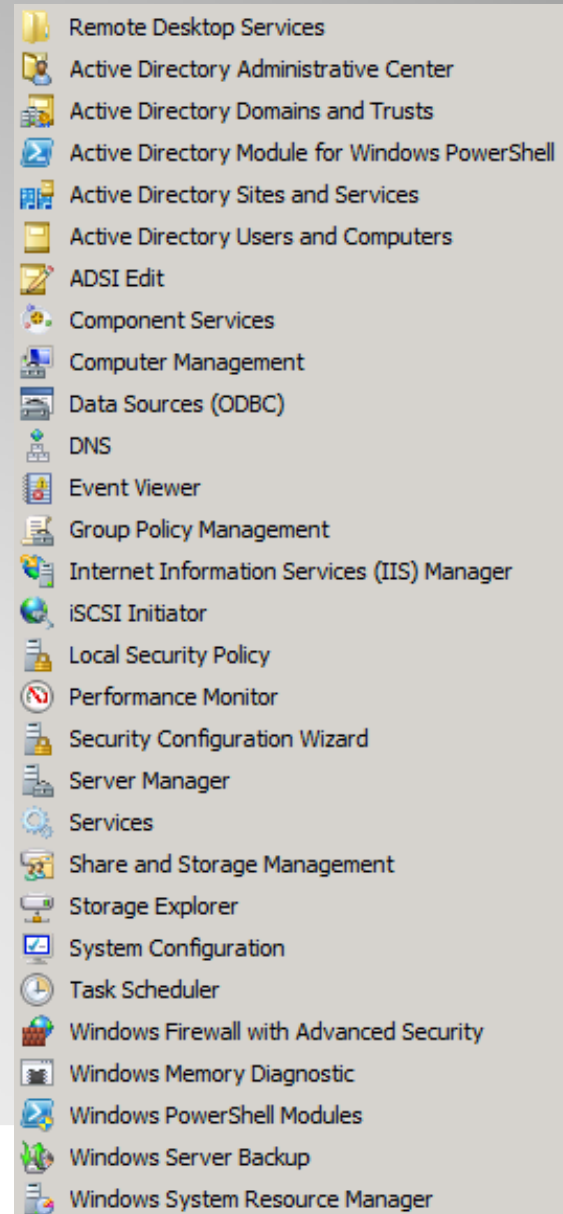 Remote Desktop Services
Active Directory Administrative Center
Active Directory Domains and Trusts
Active Directory Module for Windows PowerShell
Active Directory Sites and Services
Active Directory Users and Computers
ADSI Edit
Component Services
Computer Management
Data Sources (ODBC)
DNS
Event Viewer
Group Policy Management
Internet Information Services (IIS) Manager
iSCSI Initiator
Local Security Policy
Performance Monitor
Security Configuration Wizard
Server Manager
Services
Share and Storage Management
Storage Explorer
System Configuration
Task Scheduler
Windows Firewall with Advanced Security
Windows Memory Diagnostic
Windows PowerShell Modules
Windows Server Backup
Windows System Resource Manager